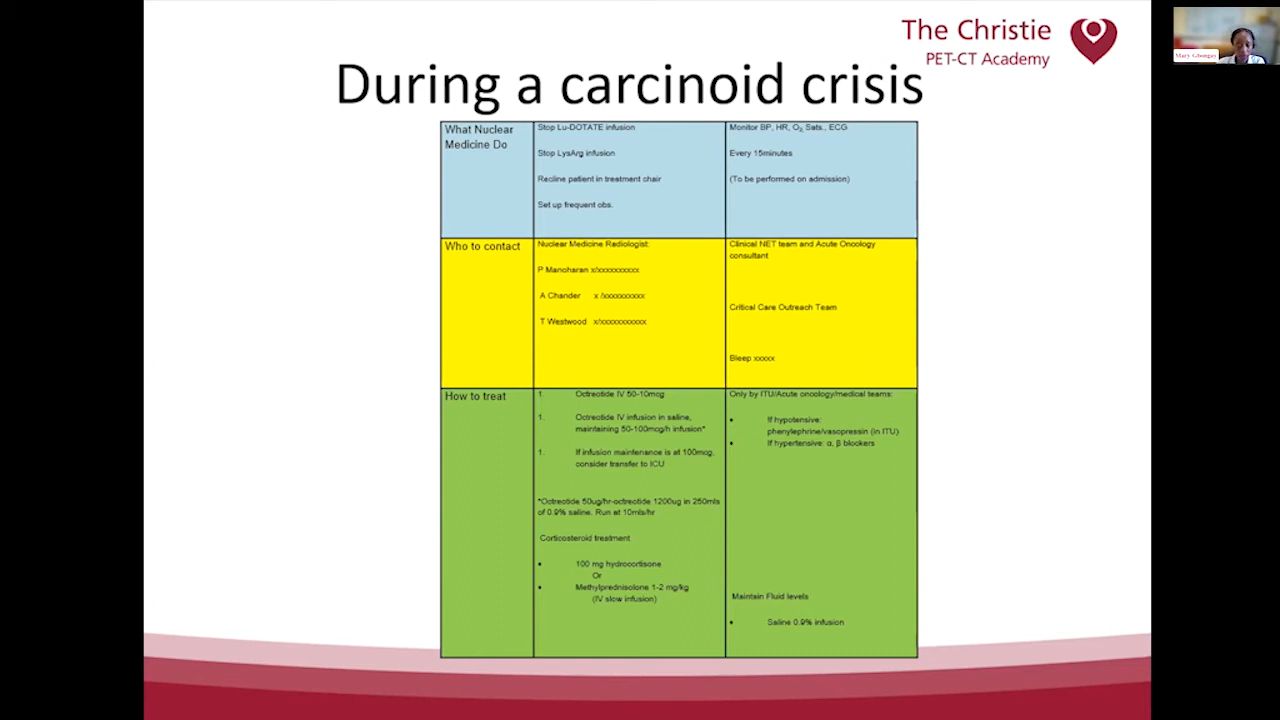 The Christie
PET-CT Academy
Mary Gbongay
During a carcinoid crisis
What Nuclear
Medicine Do
Stop Lu-DOTATE infusion
Stop LysArg infusion
Recline patient in treatment chair
Set up frequent obs.
Monitor BP, HR, O2 Sats., ECG
Every 15minutes
(To be performed on admission)
Who to contact
Nuclear Medicine Radiologist:
P Manoharan x/xxxxxxxxxx
A Chander x /xxxxxxxxxx
T Westwood x/xxxxxxxxxxx
Clinical NET team and Acute Oncology
consultant
Critical Care Outreach Team
Bleep xxxxx
How to treat
1. Octreotide IV 50-10mcg
1. Octreotide IV infusion in saline,
maintaining 50-100mcg/h infusion*
1. If infusion maintenance is at 100mcg,
consider transfer to ICU
*Octreotide 50ug/hr-octreotide 1200ug in 250mls
of 0.9% saline. Run at 10mls/hr
Corticosteroid treatment
• 100 mg hydrocortisone
Or
• Methylprednisolone 1-2 mg/kg
(IV slow infusion)
Only by ITU/Acute oncology/medical teams:
• If hypotensive:
phenylephrine/vasopressin (in ITU)
• If hypertensive: α, β blockers
Maintain Fluid levels
• Saline 0.9% infusion